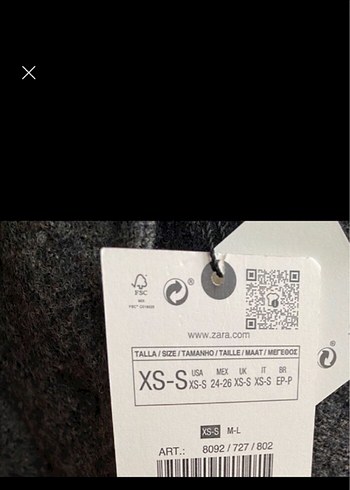 FSC
www.zara.com
TALLA / SIZE / TAMANHO / TAILLE / MAAT / ΜΕΓΕΘΟΣ
XS-S USA XS-S MEX 24-26 UK XS-S IT XS-S BR EP-P
XS-S M-L
ART.: 8092 / 727 / 802